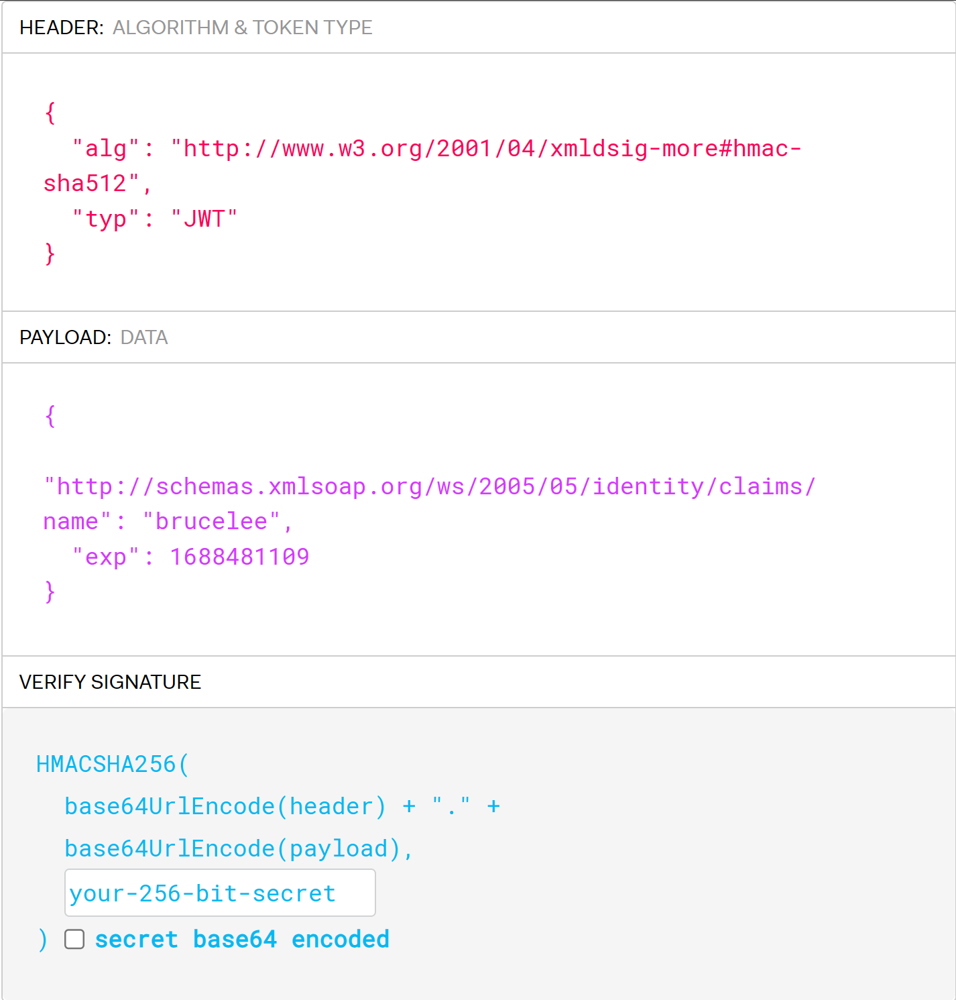 HEADER: ALGORITHM & TOKEN TYPE
{
"alg": "http://www.w3.org/2001/04/xmldsig-more#hmac-
sha512",
"typ": "JWT"
}
PAYLOAD: DATA
{
"http://schemas.xmlsoap.org/ws/2005/05/identity/claims/
name": "brucelee",
"exp": 1688481109
}
VERIFY SIGNATURE
HMACSHA256(
base64UrlEncode(header) + "." +
base64UrlEncode(payload),
your-256-bit-secret
) secret base64 encoded